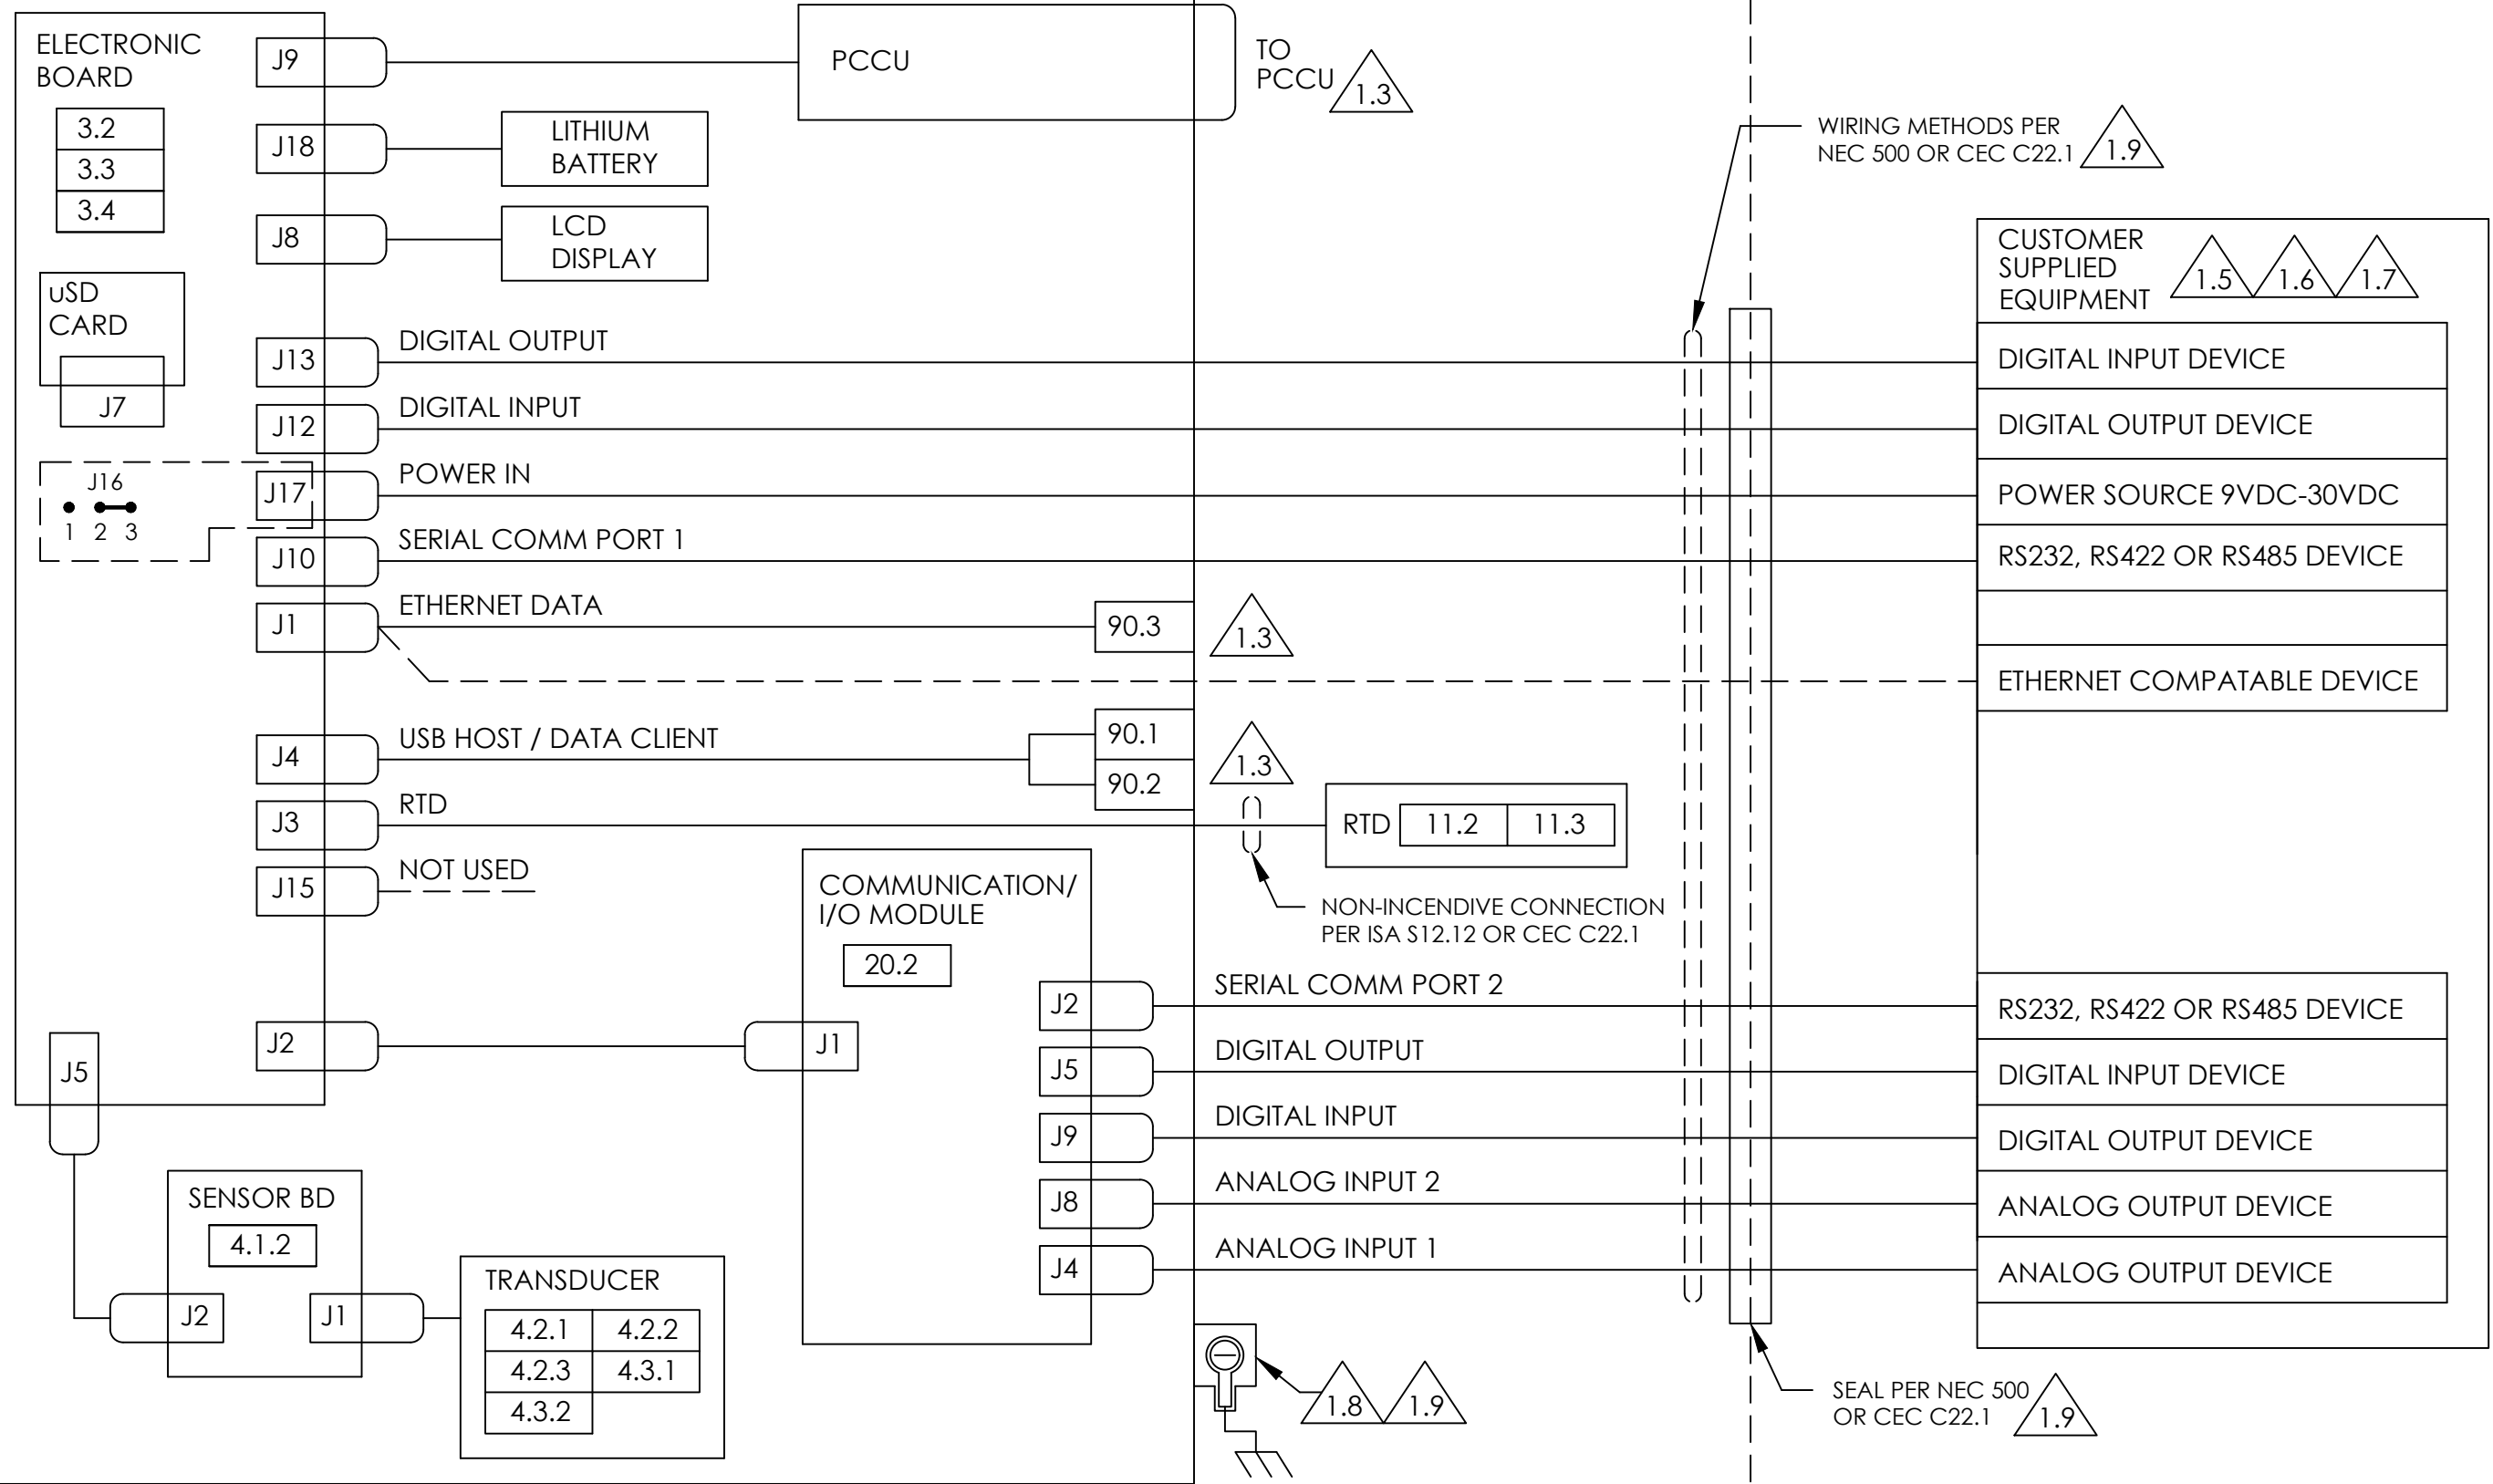 ELECTRONIC
BOARD
3.2
3.3
3.4
uSD
CARD
J7
J16
1 2 3
J9
PCCU
TO
PCCU
1.3
J18
LITHIUM
BATTERY
J8
LCD
DISPLAY
WIRING METHODS PER
NEC 500 OR CEC C22.1
1.9
CUSTOMER
SUPPLIED
EQUIPMENT
1.5
1.6
1.7
J13
DIGITAL OUTPUT
DIGITAL INPUT DEVICE
J12
DIGITAL INPUT
DIGITAL OUTPUT DEVICE
J17
POWER IN
POWER SOURCE 9VDC-30VDC
J10
SERIAL COMM PORT 1
RS232, RS422 OR RS485 DEVICE
J1
ETHERNET DATA
90.3
1.3
ETHERNET COMPATABLE DEVICE
J4
USB HOST / DATA CLIENT
90.1
90.2
1.3
J3
RTD
RTD
11.2
11.3
J15
NOT USED
NON-INCENDIVE CONNECTION
PER ISA S12.12 OR CEC C22.1
COMMUNICATION/
I/O MODULE
20.2
J2
J1
J2
SERIAL COMM PORT 2
RS232, RS422 OR RS485 DEVICE
J5
DIGITAL OUTPUT
DIGITAL INPUT DEVICE
J9
DIGITAL INPUT
DIGITAL OUTPUT DEVICE
J8
ANALOG INPUT 2
ANALOG OUTPUT DEVICE
J4
ANALOG INPUT 1
ANALOG OUTPUT DEVICE
J5
SENSOR BD
4.1.2
J2
J1
TRANSDUCER
4.2.1 4.2.2
4.2.3 4.3.1
4.3.2
1.8
1.9
SEAL PER NEC 500
OR CEC C22.1
1.9